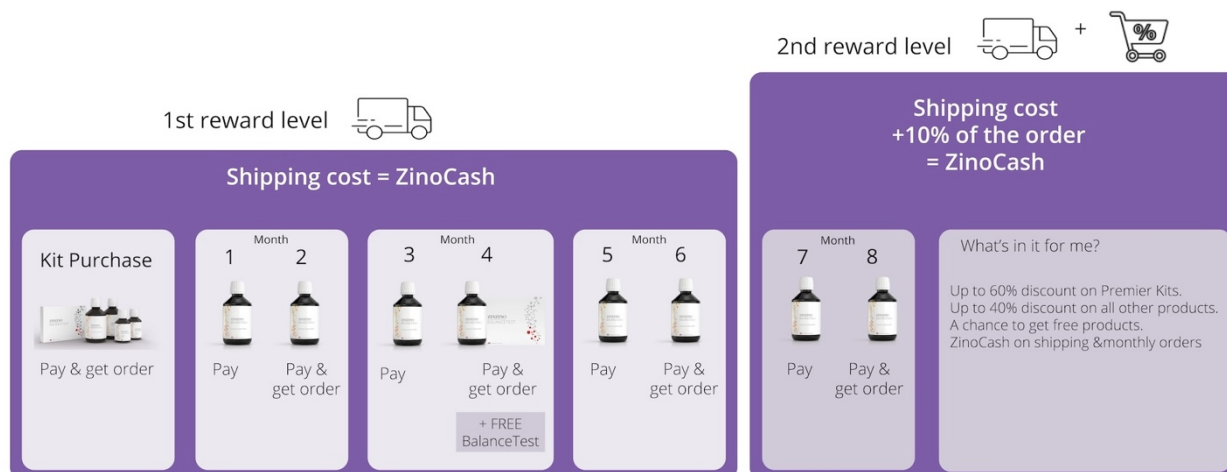 2nd reward level
+
%
1st reward level
Shipping cost
+10% of the order
= ZinoCash
Shipping cost = ZinoCash
Kit Purchase
Pay & get order
Month
1
2
Pay
Pay &
get order
Month
3
4
Pay
Pay &
get order
+ FREE
BalanceTest
Month
5
6
Pay
Pay &
get order
Month
7
8
Pay
Pay &
get order
What's in it for me?
Up to 60% discount on Premier Kits.
Up to 40% discount on all other products.
A chance to get free products.
ZinoCash on shipping &monthly orders